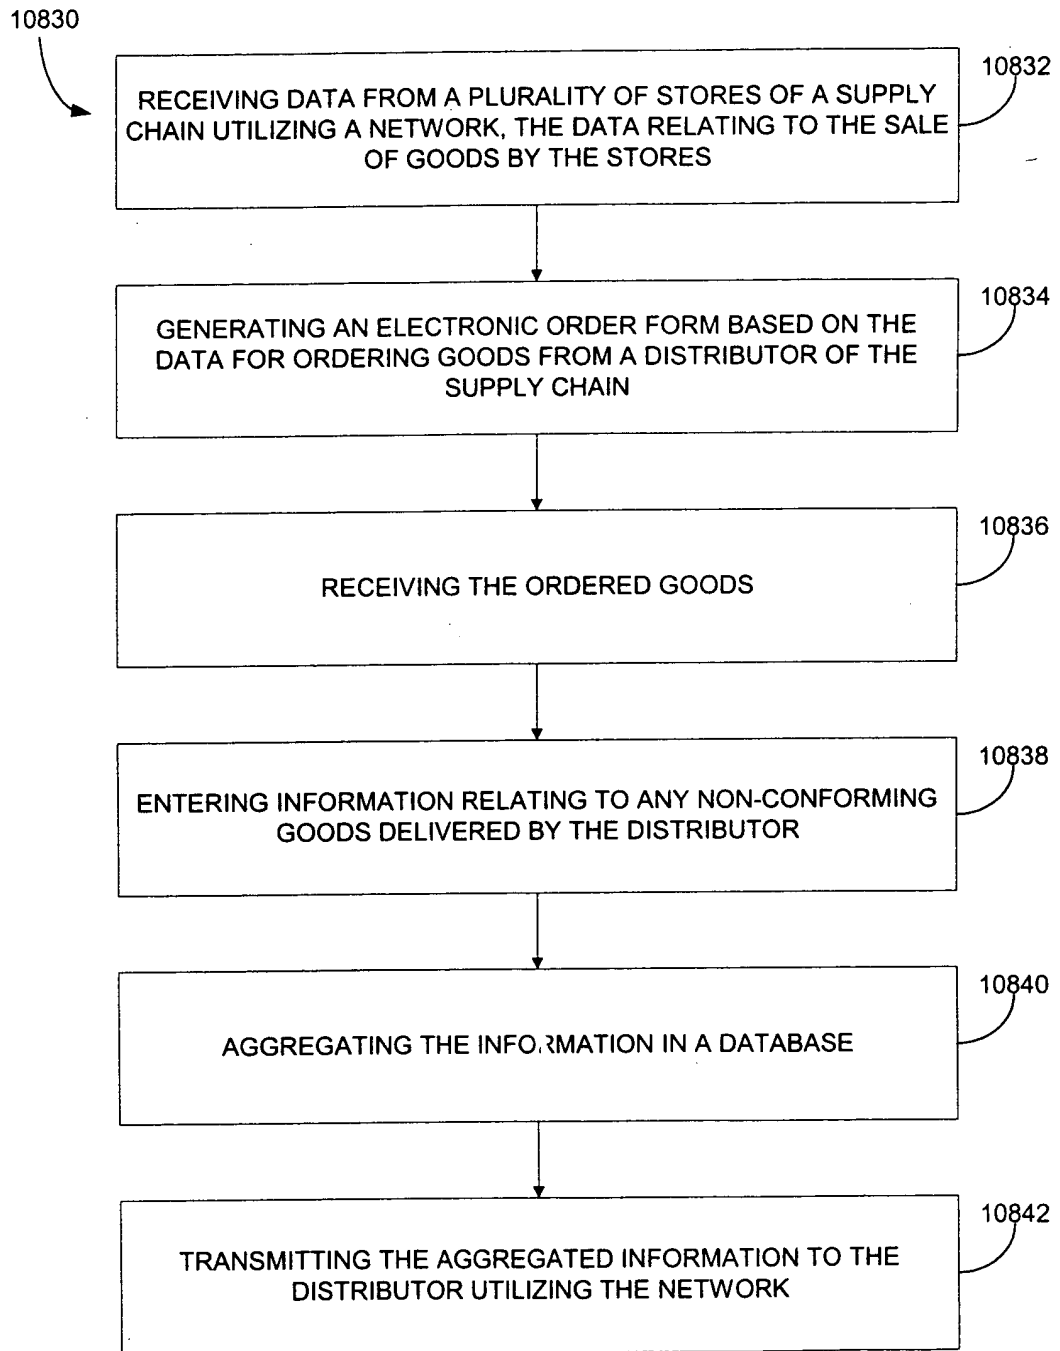 10830
10832
RECEIVING DATA FROM A PLURALITY OF STORES OF A SUPPLY
CHAIN UTILIZING A NETWORK, THE DATA RELATING TO THE SALE
OF GOODS BY THE STORES
10834
GENERATING AN ELECTRONIC ORDER FORM BASED ON THE
DATA FOR ORDERING GOODS FROM A DISTRIBUTOR OF THE
SUPPLY CHAIN
10836
RECEIVING THE ORDERED GOODS
10838
ENTERING INFORMATION RELATING TO ANY NON-CONFORMING
GOODS DELIVERED BY THE DISTRIBUTOR
10840
AGGREGATING THE INFORMATION IN A DATABASE
10842
TRANSMITTING THE AGGREGATED INFORMATION TO THE
DISTRIBUTOR UTILIZING THE NETWORK